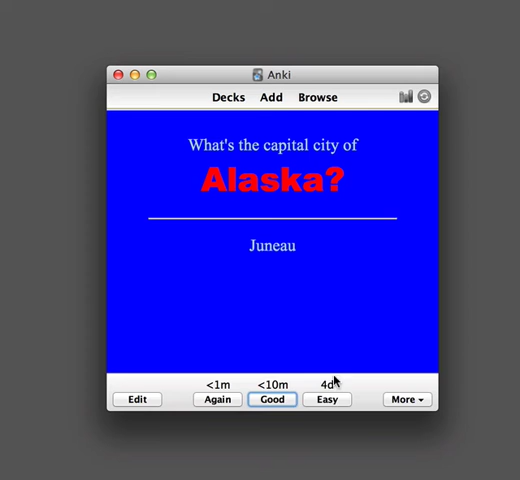 Anki
Decks Add Browse
What's the capital city of
Alaska?
Juneau
<1m <10m 4d
Edit Again Good Easy More